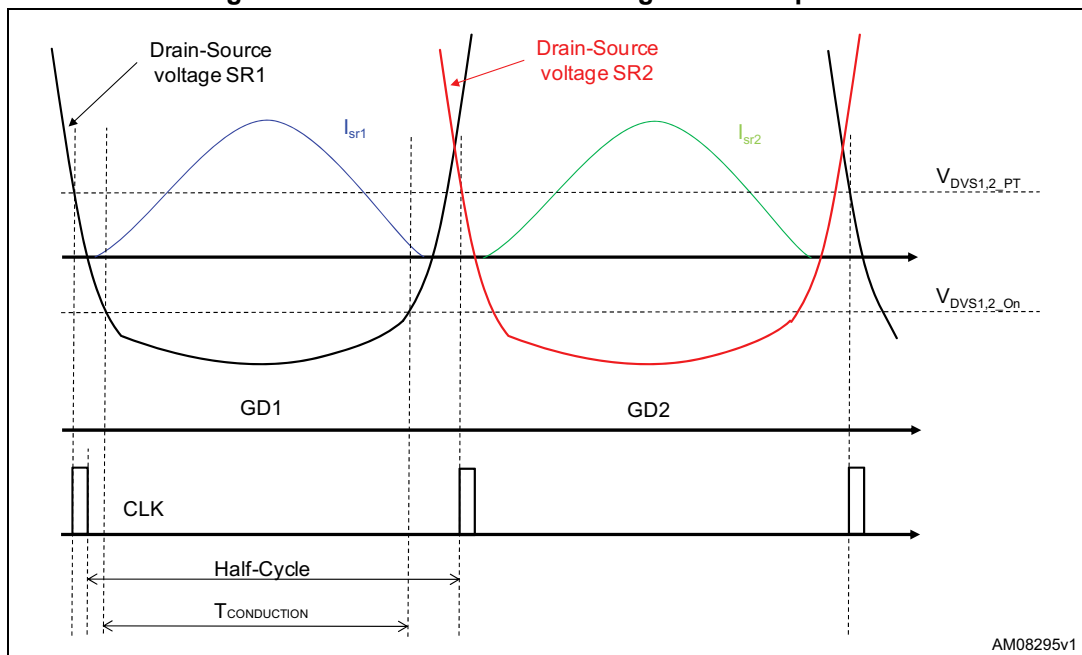 Drain-Source
voltage SR1
Drain-Source
voltage SR2
Isr1
Isr2
VDVS1,2_PT
VDVS1,2_On
GD1
GD2
CLK
Half-Cycle
TCONDUCTION
AM08295v1